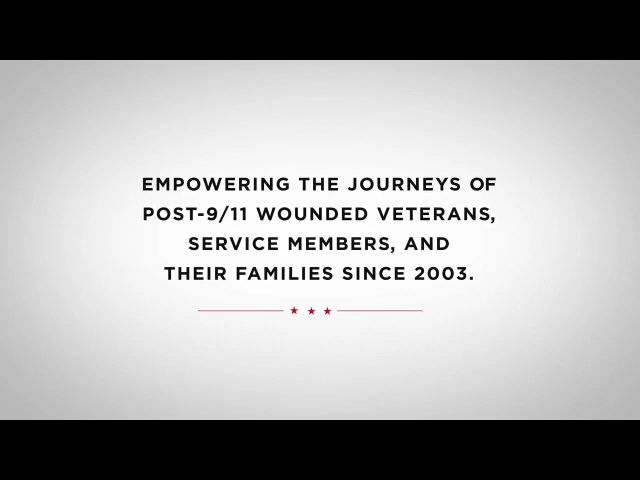 EMPOWERING THE JOURNEYS OF
POST-9/11 WOUNDED VETERANS,
SERVICE MEMBERS, AND
THEIR FAMILIES SINCE 2003.